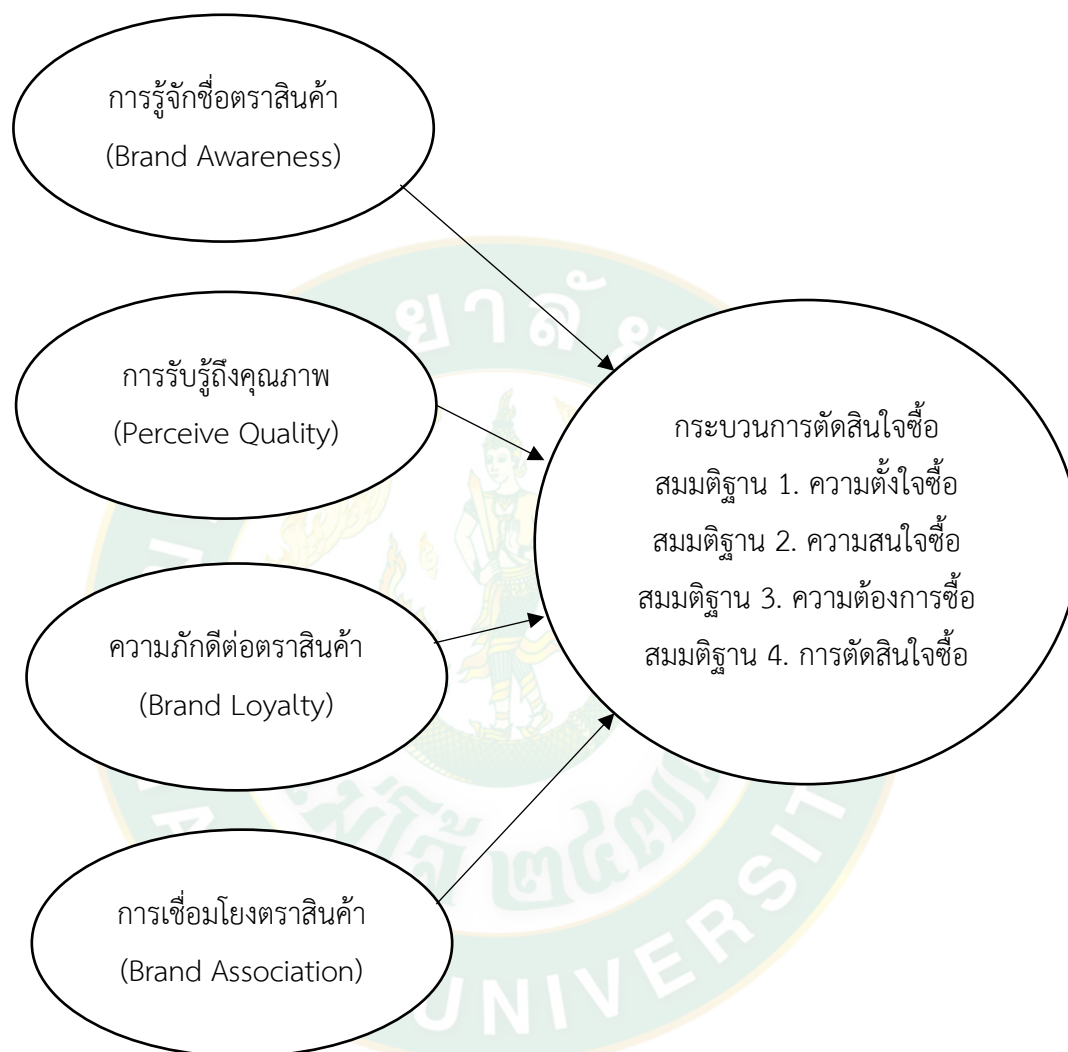 การรู้จักชื่อตราสินค้า
(Brand Awareness)
การรับรู้ถึงคุณภาพ
(Perceive Quality)
ความภักดีต่อตราสินค้า
(Brand Loyalty)
การเชื่อมโยงตราสินค้า
(Brand Association)
กระบวนการตัดสินใจซื้อ
สมมติฐาน 1. ความตั้งใจซื้อ
สมมติฐาน 2. ความสนใจซื้อ
สมมติฐาน 3. ความต้องการซื้อ
สมมติฐาน 4. การตัดสินใจซื้อ
UNIVERSIT